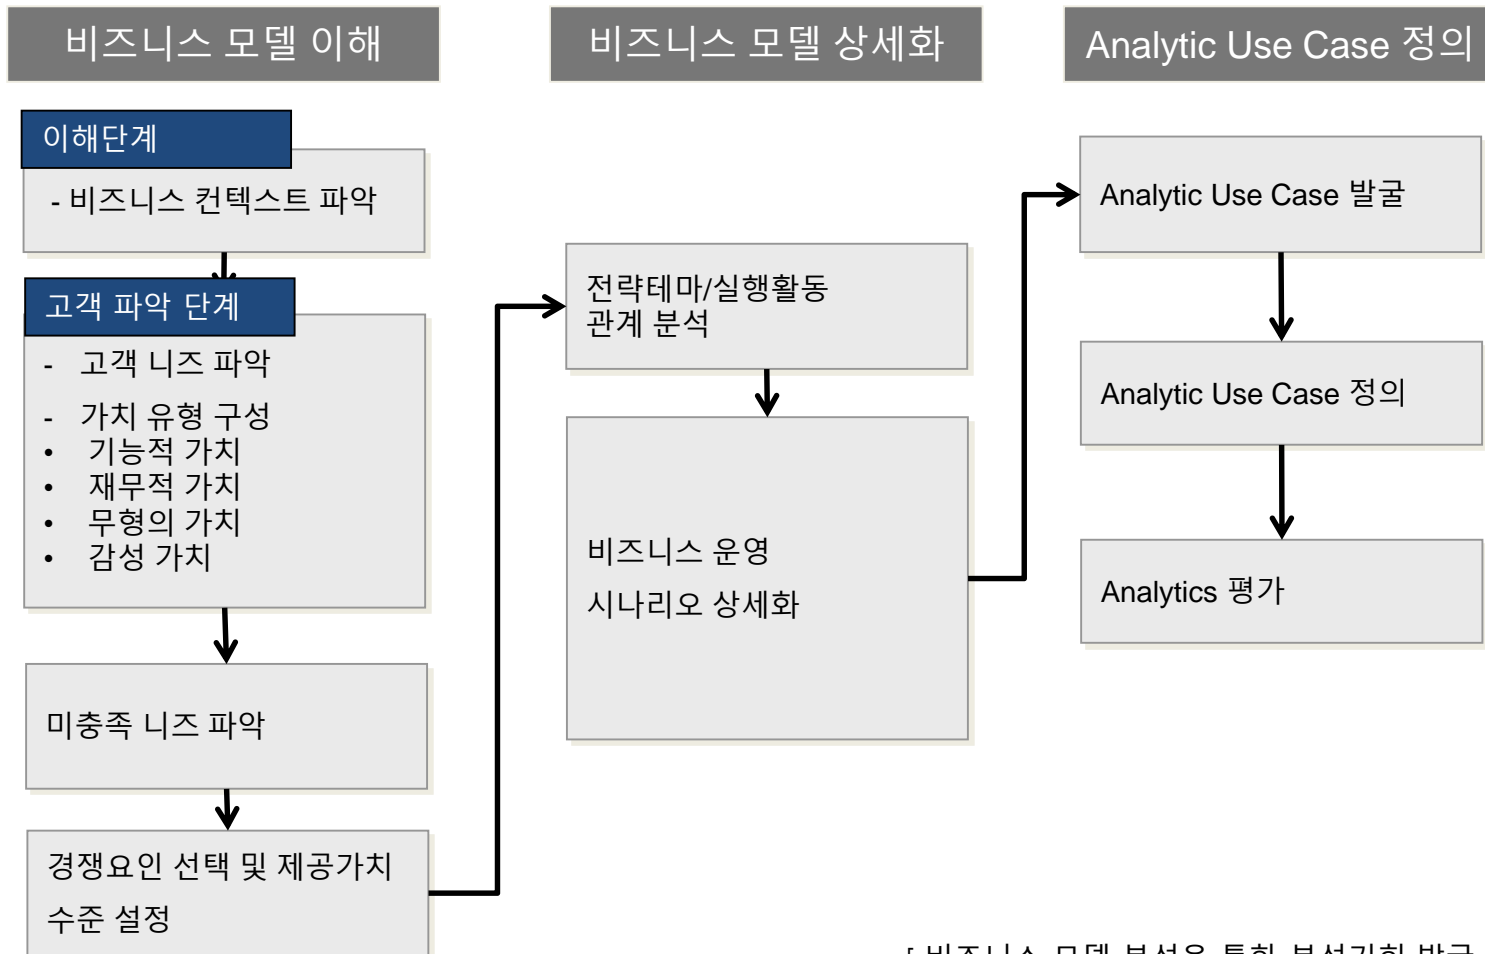 비즈니스 모델 이해
비즈니스 모델 상세화
Analytic Use Case 정의
이해단계
- 비즈니스 컨텍스트 파악
고객 파악 단계
- 고객 니즈 파악
- 가치 유형 구성
• 기능적 가치
• 재무적 가치
• 무형의 가치
• 감성 가치
미충족 니즈 파악
경쟁요인 선택 및 제공가치
수준 설정
전략테마/실행활동
관계 분석
비즈니스 운영
시나리오 상세화
Analytic Use Case 발굴
Analytic Use Case 정의
Analytics 평가